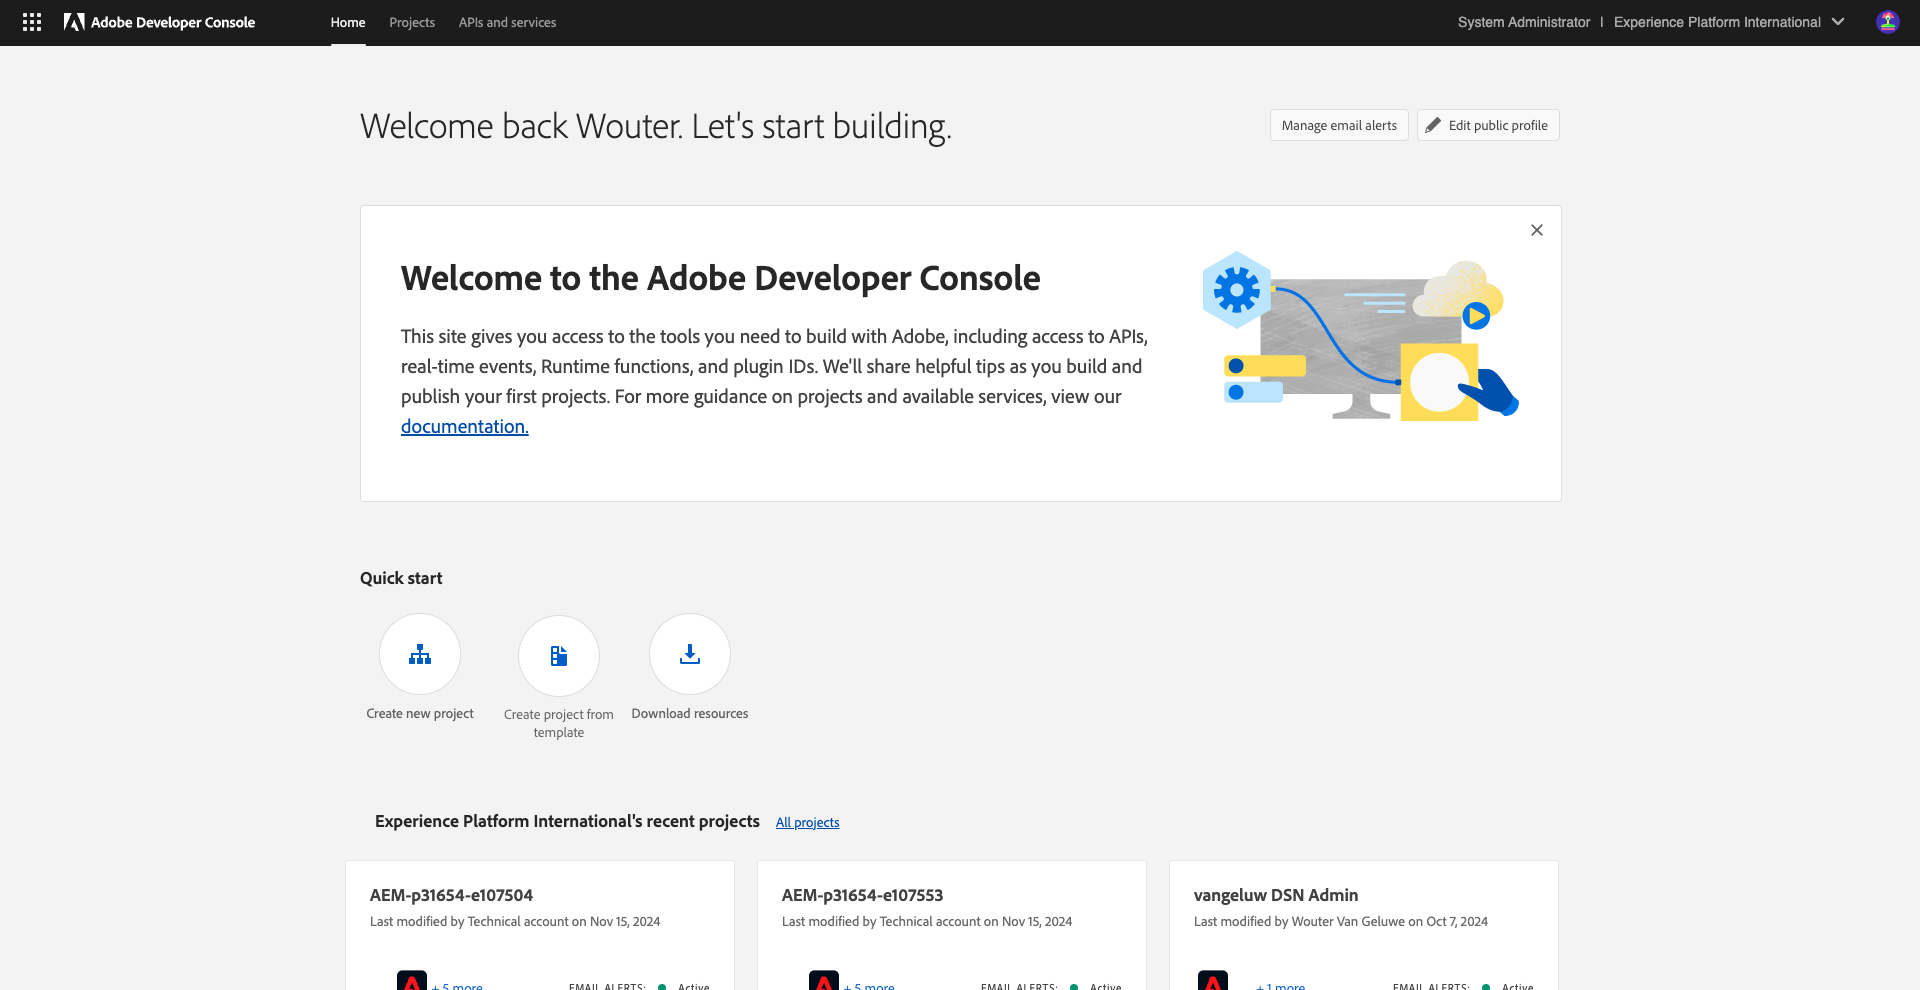 Adobe Developer Console
Home
Projects
APIs and services
System Administrator | Experience Platform International
Welcome back Wouter. Let's start building.
Manage email alerts
Edit public profile
Welcome to the Adobe Developer Console
This site gives you access to the tools you need to build with Adobe, including access to APIs,
real-time events, Runtime functions, and plugin IDs. We'll share helpful tips as you build and
publish your first projects. For more guidance on projects and available services, view our
documentation.
Quick start
Create new project
Create project from
template
Download resources
Experience Platform International's recent projects
All projects
AEM-p31654-e107504
Last modified by Technical account on Nov 15, 2024
+ 5 more
EMAIL ALERTS:
Active
AEM-p31654-e107553
Last modified by Technical account on Nov 15, 2024
+ 5 more
EMAIL ALERTS:
Active
vangeluw DSN Admin
Last modified by Wouter Van Geluwe on Oct 7, 2024
+ 1 more
EMAIL ALERTS:
Active